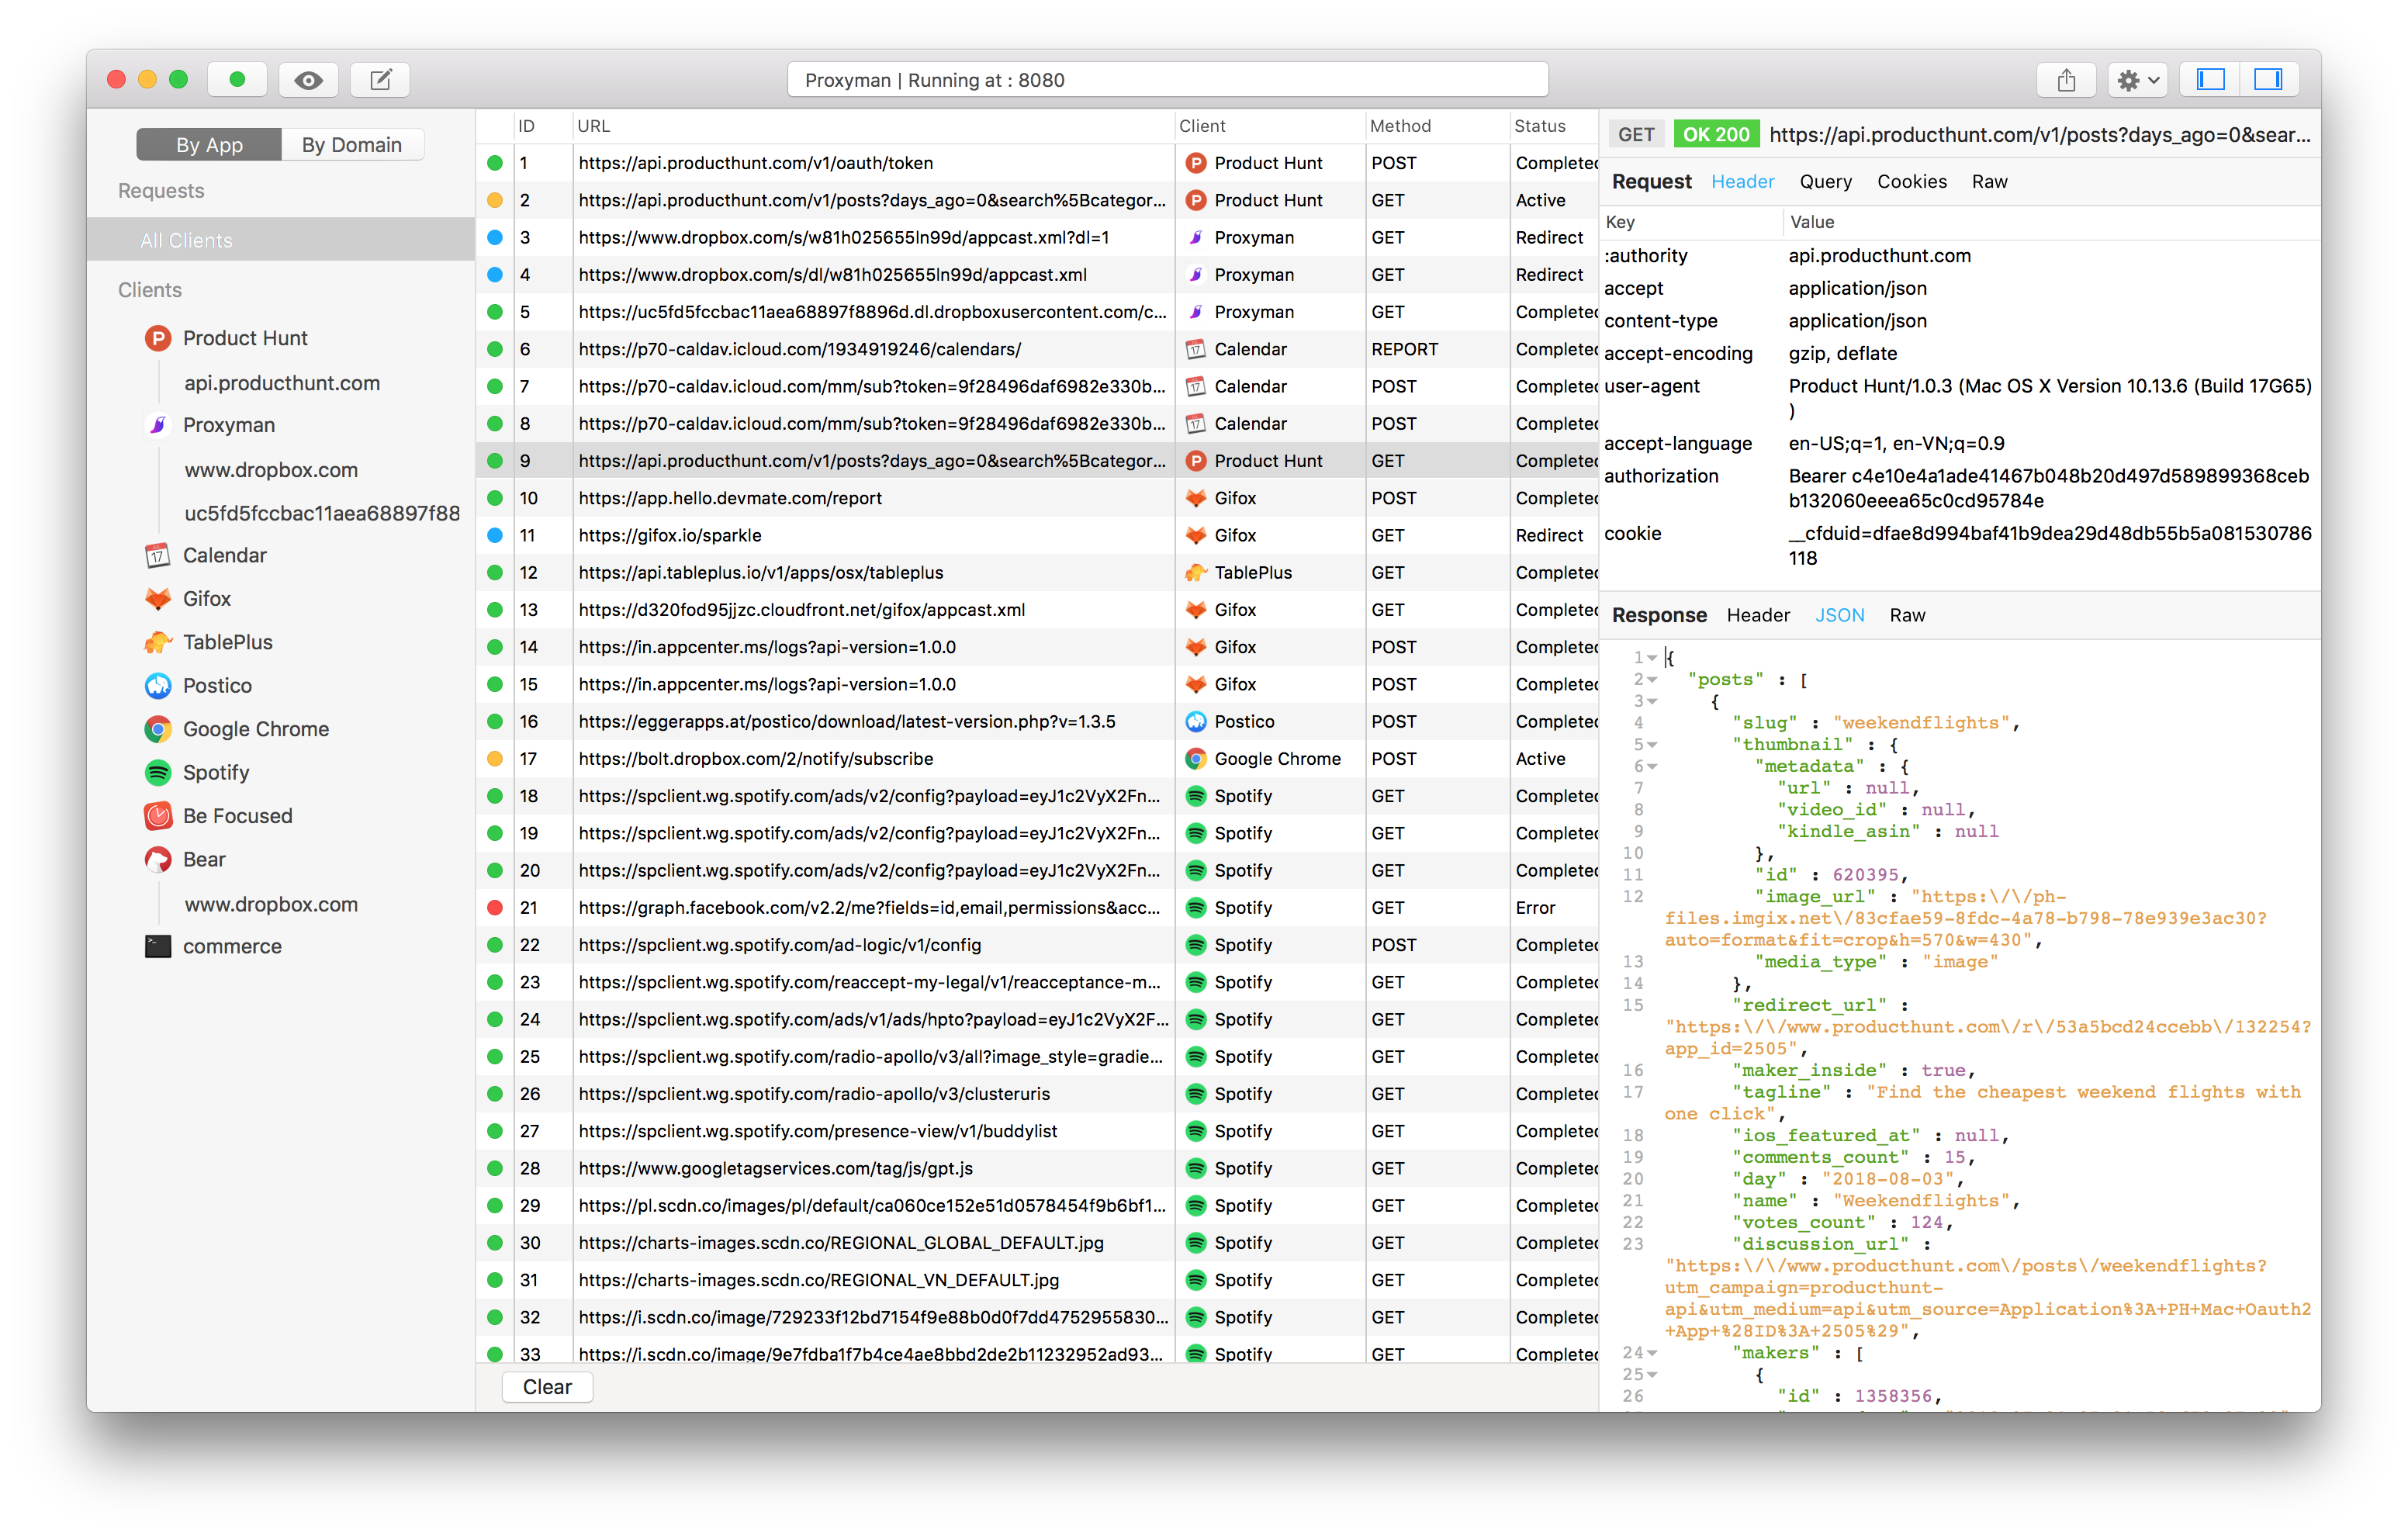 Proxyman | Running at : 8080
By App By Domain
Requests
All Clients
Clients
Product Hunt
api.producthunt.com
Proxyman
www.dropbox.com
uc5fd5fccbac11aea68897f88
Calendar
Gifox
TablePlus
Postico
Google Chrome
Spotify
Be Focused
Bear
www.dropbox.com
commerce
ID URL Client Method Status
1 https://api.producthunt.com/v1/oauth/token Product Hunt POST Completed
2 https://api.producthunt.com/v1/posts?days_ago=0&search%5Bcategor... Product Hunt GET Active
3 https://www.dropbox.com/s/w81h025655ln99d/appcast.xml?dl=1 Proxyman GET Redirect
4 https://www.dropbox.com/s/dl/w81h025655ln99d/appcast.xml Proxyman GET Redirect
5 https://uc5fd5fccbac11aea68897f8896d.dl.dropboxusercontent.com/c... Proxyman GET Completed
6 https://p70-caldav.icloud.com/1934919246/calendars/ Calendar REPORT Completed
7 https://p70-caldav.icloud.com/mm/sub?token=9f28496daf6982e330b... Calendar POST Completed
8 https://p70-caldav.icloud.com/mm/sub?token=9f28496daf6982e330b... Calendar POST Completed
9 https://api.producthunt.com/v1/posts?days_ago=0&search%5Bcategor... Product Hunt GET Completed
10 https://app.hello.devmate.com/report Gifox POST Completed
11 https://gifox.io/sparkle Gifox GET Redirect
12 https://api.tableplus.io/v1/apps/osx/tableplus TablePlus GET Completed
13 https://d320fod95jjzc.cloudfront.net/gifox/appcast.xml Gifox GET Completed
14 https://in.appcenter.ms/logs?api-version=1.0.0 Gifox POST Completed
15 https://in.appcenter.ms/logs?api-version=1.0.0 Gifox POST Completed
16 https://eggerapps.at/postico/download/latest-version.php?v=1.3.5 Postico POST Completed
17 https://bolt.dropbox.com/2/notify/subscribe Google Chrome POST Active
18 https://spclient.wg.spotify.com/ads/v2/config?payload=eyJ1c2VyX2Fn... Spotify GET Completed
19 https://spclient.wg.spotify.com/ads/v2/config?payload=eyJ1c2VyX2Fn... Spotify GET Completed
20 https://spclient.wg.spotify.com/ads/v2/config?payload=eyJ1c2VyX2Fn... Spotify GET Completed
21 https://graph.facebook.com/v2.2/me?fields=id,email,permissions&acc... Spotify GET Error
22 https://spclient.wg.spotify.com/ad-logic/v1/config Spotify POST Completed
23 https://spclient.wg.spotify.com/reaccept-my-legal/v1/reacceptance-m... Spotify GET Completed
24 https://spclient.wg.spotify.com/ads/v1/ads/hpto?payload=eyJ1c2VyX2F... Spotify GET Completed
25 https://spclient.wg.spotify.com/radio-apollo/v3/all?image_style=gradie... Spotify GET Completed
26 https://spclient.wg.spotify.com/radio-apollo/v3/clusteruris Spotify GET Completed
27 https://spclient.wg.spotify.com/presence-view/v1/buddylist Spotify GET Completed
28 https://www.googletagservices.com/tag/js/gpt.js Spotify GET Completed
29 https://pl.scdn.co/images/pl/default/ca060ce152e51d0578454f9b6bf1... Spotify GET Completed
30 https://charts-images.scdn.co/REGIONAL_GLOBAL_DEFAULT.jpg Spotify GET Completed
31 https://charts-images.scdn.co/REGIONAL_VN_DEFAULT.jpg Spotify GET Completed
32 https://i.scdn.co/image/729233f12bd7154f9e88b0d0f7dd4752955830... Spotify GET Completed
33 https://i.scdn.co/image/9e7fdba1f7b4ce4ae8bbd2de2b11232952ad93... Spotify GET Completed
Clear
GET OK 200 https://api.producthunt.com/v1/posts?days_ago=0&sear...
Request Header Query Cookies Raw
Key Value
:authority api.producthunt.com
accept application/json
content-type application/json
accept-encoding gzip, deflate
user-agent Product Hunt/1.0.3 (Mac OS X Version 10.13.6 (Build 17G65)
)
accept-language en-US;q=1, en-VN;q=0.9
authorization Bearer c4e10e4a1ade41467b048b20d497d589899368ceb
b132060eeea65c0cd95784e
cookie __cfduid=dfae8d994baf41b9dea29d48db55b5a081530786
118
Response Header JSON Raw
1 {
2 "posts" : [
3 {
4 "slug" : "weekendflights",
5 "thumbnail" : {
6 "metadata" : {
7 "url" : null,
8 "video_id" : null,
9 "kindle_asin" : null
10 },
11 "id" : 620395,
12 "image_url" : "https:\/\/ph-
files.imgix.net\/83cfae59-8fdc-4a78-b798-78e939e3ac30?
auto=format&fit=crop&h=570&w=430",
13 "media_type" : "image"
14 },
15 "redirect_url" :
"https:\/\/www.producthunt.com\/r\/53a5bcd24ccebb\/132254?
app_id=2505",
16 "maker_inside" : true,
17 "tagline" : "Find the cheapest weekend flights with
one click",
18 "ios_featured_at" : null,
19 "comments_count" : 15,
20 "day" : "2018-08-03",
21 "name" : "Weekendflights",
22 "votes_count" : 124,
23 "discussion_url" :
"https:\/\/www.producthunt.com\/posts\/weekendflights?
utm_campaign=producthunt-
api&utm_medium=api&utm_source=Application%3A+PH+Mac+Oauth2
+App+%28ID%3A+2505%29",
24 "makers" : [
25 {
26 "id" : 1358356,